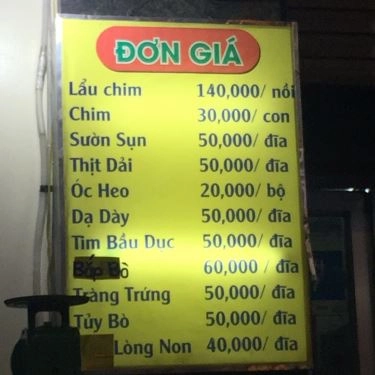 ĐƠN GIÁ
Lẩu chim 140,000/ nồi
Chim 30,000/ con
Sườn Sụn 50,000/ đĩa
Thịt Dải 50,000/ đĩa
Óc Heo 20,000/ bộ
Dạ Dày 50,000/ đĩa
Tim Bầu Dục 50,000/ đĩa
Bắp Bò 60,000 / đĩa
Tràng Trứng 50,000/ đĩa
Tủy Bò 50,000/ đĩa
Lòng Non 40,000/ đĩa